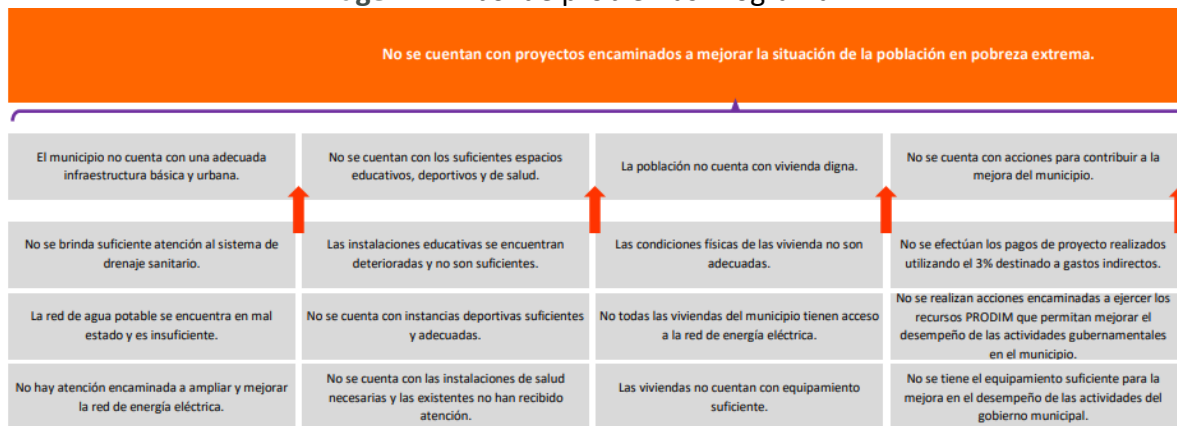 No se cuentan con proyectos encaminados a mejorar la situación de la población en pobreza extrema.
El municipio no cuenta con una adecuada
infraestructura básica y urbana.
No se cuentan con los suficientes espacios
educativos, deportivos y de salud.
La población no cuenta con vivienda digna.
No se cuenta con acciones para contribuir a la
mejora del municipio.
No se brinda suficiente atención al sistema de
drenaje sanitario.
Las instalaciones educativas se encuentran
deterioradas y no son suficientes.
Las condiciones físicas de las vivienda no son
adecuadas.
No se efectúan los pagos de proyecto realizados
utilizando el 3% destinado a gastos indirectos.
La red de agua potable se encuentra en mal
estado y es insuficiente.
No se cuenta con instancias deportivas suficientes
y adecuadas.
No todas las viviendas del municipio tienen acceso
a la red de energía eléctrica.
No se realizan acciones encaminadas a ejercer los
recursos PRODIM que permitan mejorar el
desempeño de las actividades gubernamentales
en el municipio.
No hay atención encaminada a ampliar y mejorar
la red de energía eléctrica.
No se cuenta con las instalaciones de salud
necesarias y las existentes no han recibido
atención.
Las viviendas no cuentan con equipamiento
suficiente.
No se tiene el equipamiento suficiente para la
mejora en el desempeño de las actividades del
gobierno municipal.